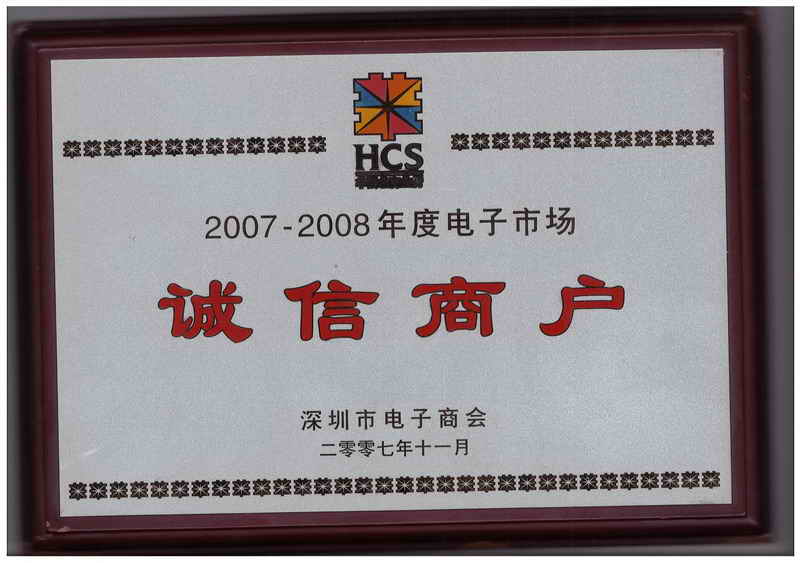 HCS
2007-2008年度电子市场
诚信商户
深圳市电子商会
二零零七年十一月